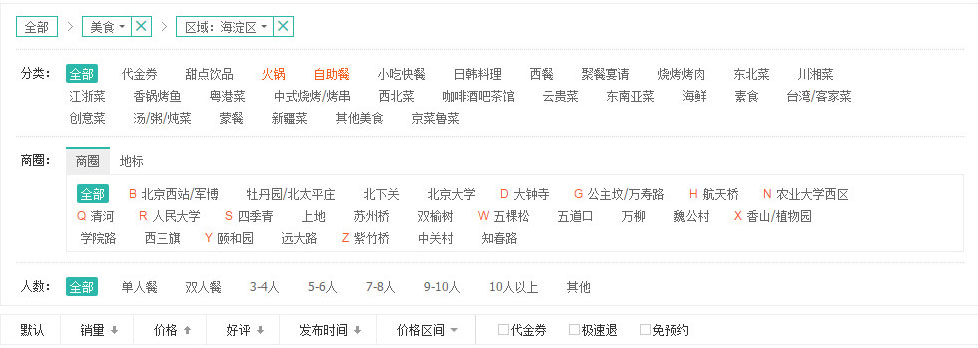 全部 美食 区域：海淀区
分类： 全部 代金券 甜点饮品 火锅 自助餐 小吃快餐 日韩料理 西餐 聚餐宴请 烧烤烤肉 东北菜 川湘菜
江浙菜 香锅烤鱼 粤港菜 中式烧烤/烤串 西北菜 咖啡酒吧茶馆 云贵菜 东南亚菜 海鲜 素食 台湾/客家菜
创意菜 汤/粥/炖菜 蒙餐 新疆菜 其他美食 京菜鲁菜
商圈： 商圈 地标
全部 B 北京西站/军博 牡丹园/北太平庄 北下关 北京大学 D 大钟寺 G 公主坟/万寿路 H 航天桥 N 农业大学西区
Q 清河 R 人民大学 S 四季青 上地 苏州桥 双榆树 W 五棵松 五道口 万柳 魏公村 X 香山/植物园
学院路 西三旗 Y 颐和园 远大路 Z 紫竹桥 中关村 知春路
人数： 全部 单人餐 双人餐 3-4人 5-6人 7-8人 9-10人 10人以上 其他
默认 销量 价格 好评 发布时间 价格区间 代金券 极速退 免预约